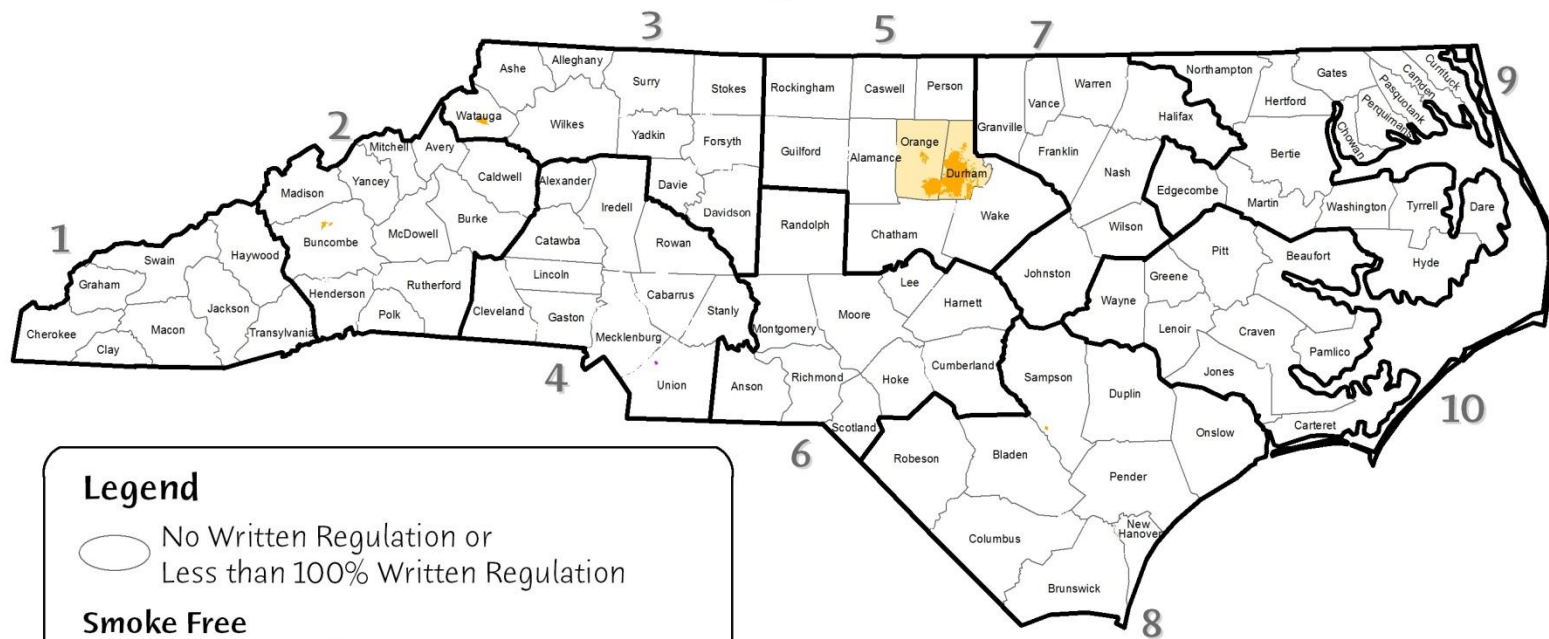 3
5
7
9
2
1
4
6
8
10
Ashe
Alleghany
Surry
Stokes
Rockingham
Caswell
Person
Granville
Vance
Warren
Northampton
Gates
Currituck
Camden
Pasquotank
Perquimans
Chowan
Hertford
Halifax
Watauga
Wilkes
Yadkin
Forsyth
Guilford
Alamance
Orange
Durham
Franklin
Nash
Bertie
Mitchell
Avery
Yancey
Madison
Caldwell
Alexander
Iredell
Davie
Davidson
Randolph
Chatham
Wake
Edgecombe
Martin
Washington
Tyrrell
Dare
Wilson
Buncombe
McDowell
Burke
Catawba
Rowan
Haywood
Swain
Graham
Jackson
Henderson
Rutherford
Polk
Lincoln
Cleveland
Gaston
Cabarrus
Stanly
Montgomery
Moore
Lee
Harnett
Johnston
Wayne
Greene
Pitt
Beaufort
Hyde
Cherokee
Macon
Clay
Transylvania
Mecklenburg
Union
Anson
Richmond
Hoke
Cumberland
Scotland
Sampson
Duplin
Lenoir
Craven
Jones
Pamlico
Carteret
Onslow
Robeson
Bladen
Pender
Columbus
New
Hanover
Brunswick
Legend
No Written Regulation or
Less than 100% Written Regulation
Smoke Free